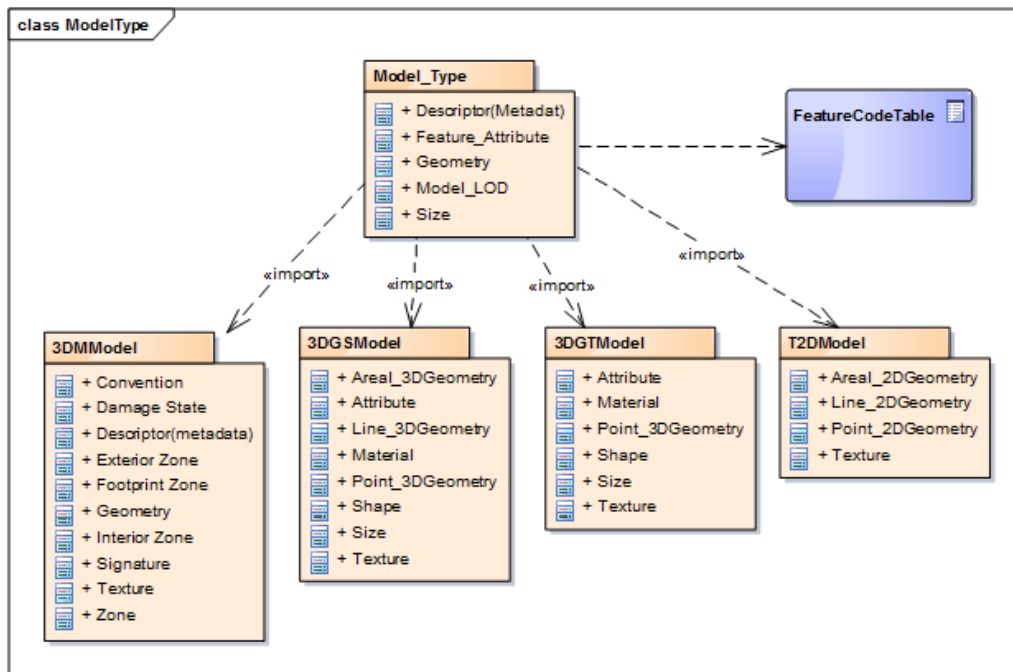 class ModelType
Model_Type
+ Descriptor(Metadat)
+ Feature_Attribute
+ Geometry
+ Model_LOD
+ Size
FeatureCodeTable
«import»
«import»
«import»
«import»
3DMModel
+ Convention
+ Damage State
+ Descriptor(metadata)
+ Exterior Zone
+ Footprint Zone
+ Geometry
+ Interior Zone
+ Signature
+ Texture
+ Zone
3DGSModel
+ Areal_3DGeometry
+ Attribute
+ Line_3DGeometry
+ Material
+ Point_3DGeometry
+ Shape
+ Size
+ Texture
3DGTModel
+ Attribute
+ Material
+ Point_3DGeometry
+ Shape
+ Size
+ Texture
T2DModel
+ Areal_2DGeometry
+ Line_2DGeometry
+ Point_2DGeometry
+ Texture